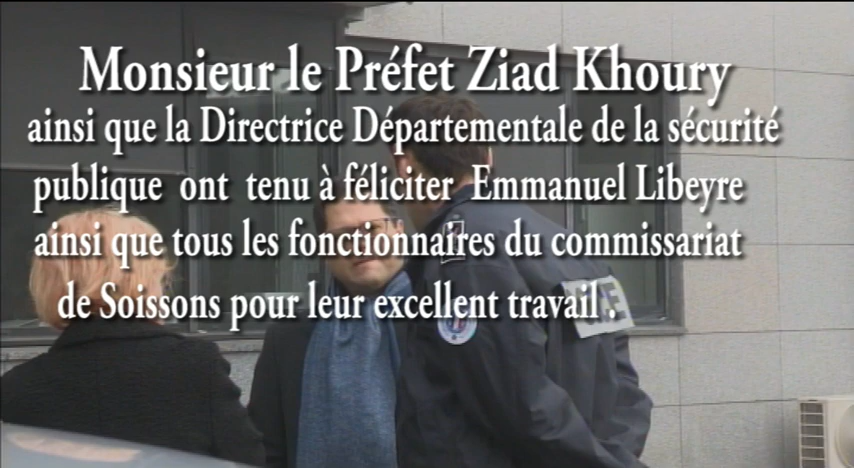 Monsieur le Préfet Ziad Khoury
ainsi que la Directrice Départementale de la sécurité
publique ont tenu à féliciter Emmanuel Libeyre
ainsi que tous les fonctionnaires du commissariat
de Soissons pour leur excellent travail .